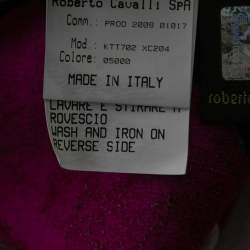 Roberto Cavalli SpA
Comm.: PROD 2009 01017
Mod.: KTT702 XC204
Colore: 05000
MADE IN ITALY
LAVARE E STIRARE A
ROVESCIO
WASH AND IRON ON
REVERSE SIDE
roberto